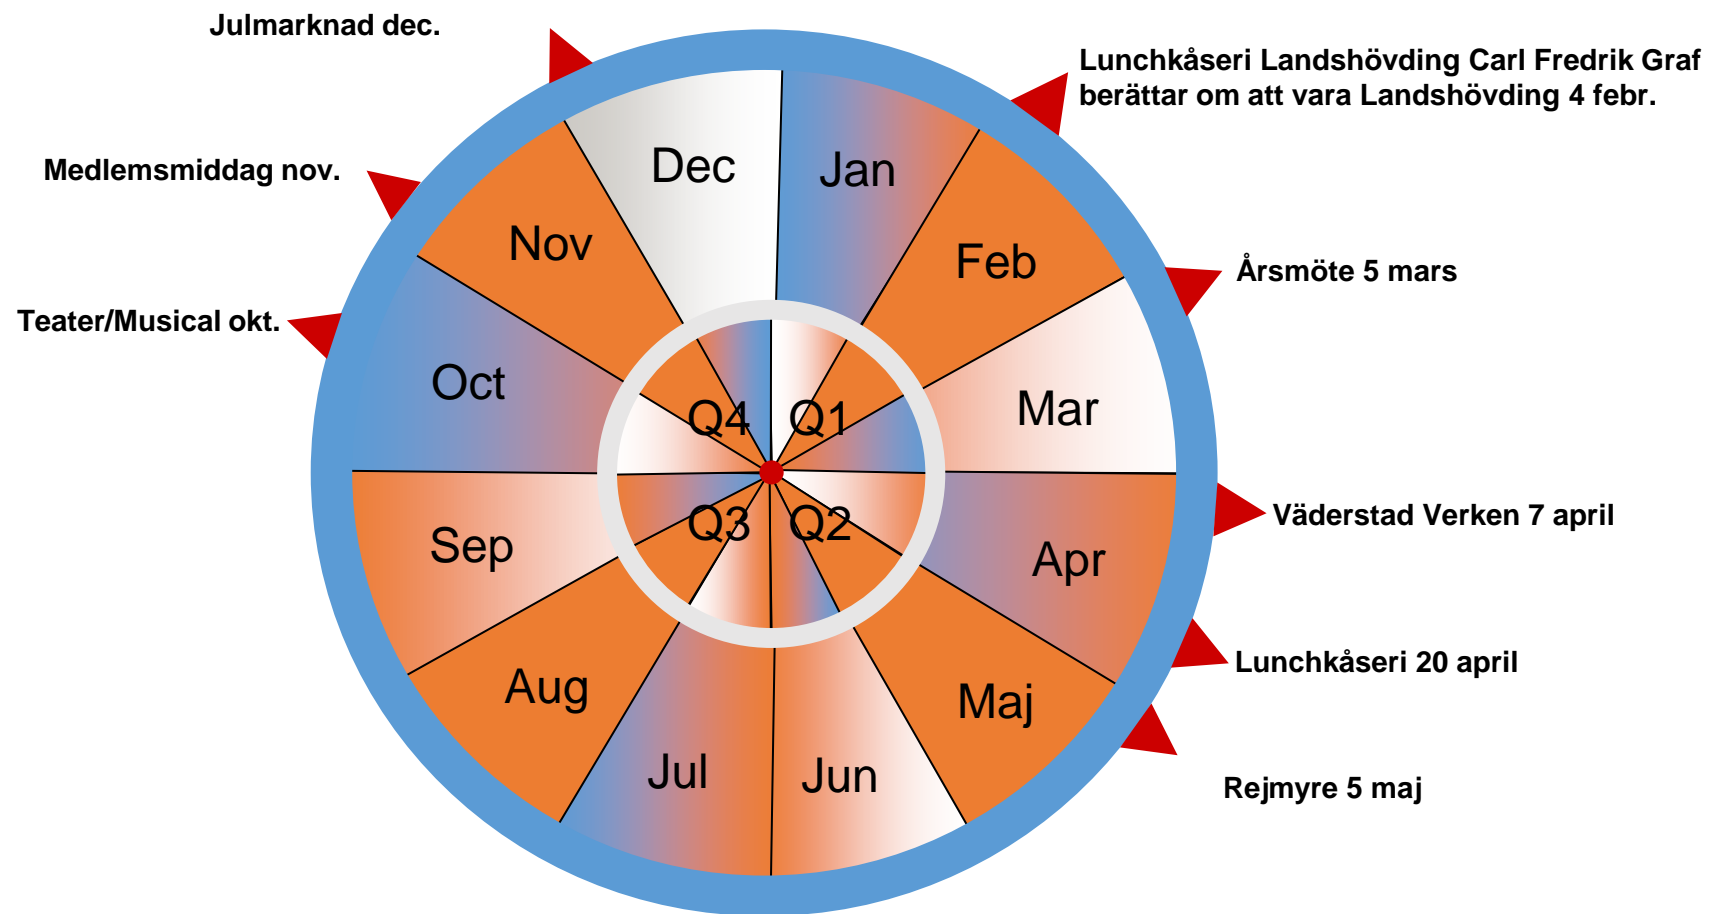 Julmarknad dec.
Lunchkåseri Landshövding Carl Fredrik Graf
berättar om att vara Landshövding 4 febr.
Medlemsmiddag nov.
Årsmöte 5 mars
Teater/Musical okt.
Väderstad Verken 7 april
Lunchkåseri 20 april
Rejmyre 5 maj
Jan
Feb
Mar
Apr
Maj
Jun
Jul
Aug
Sep
Oct
Nov
Dec
Q1
Q2
Q3
Q4